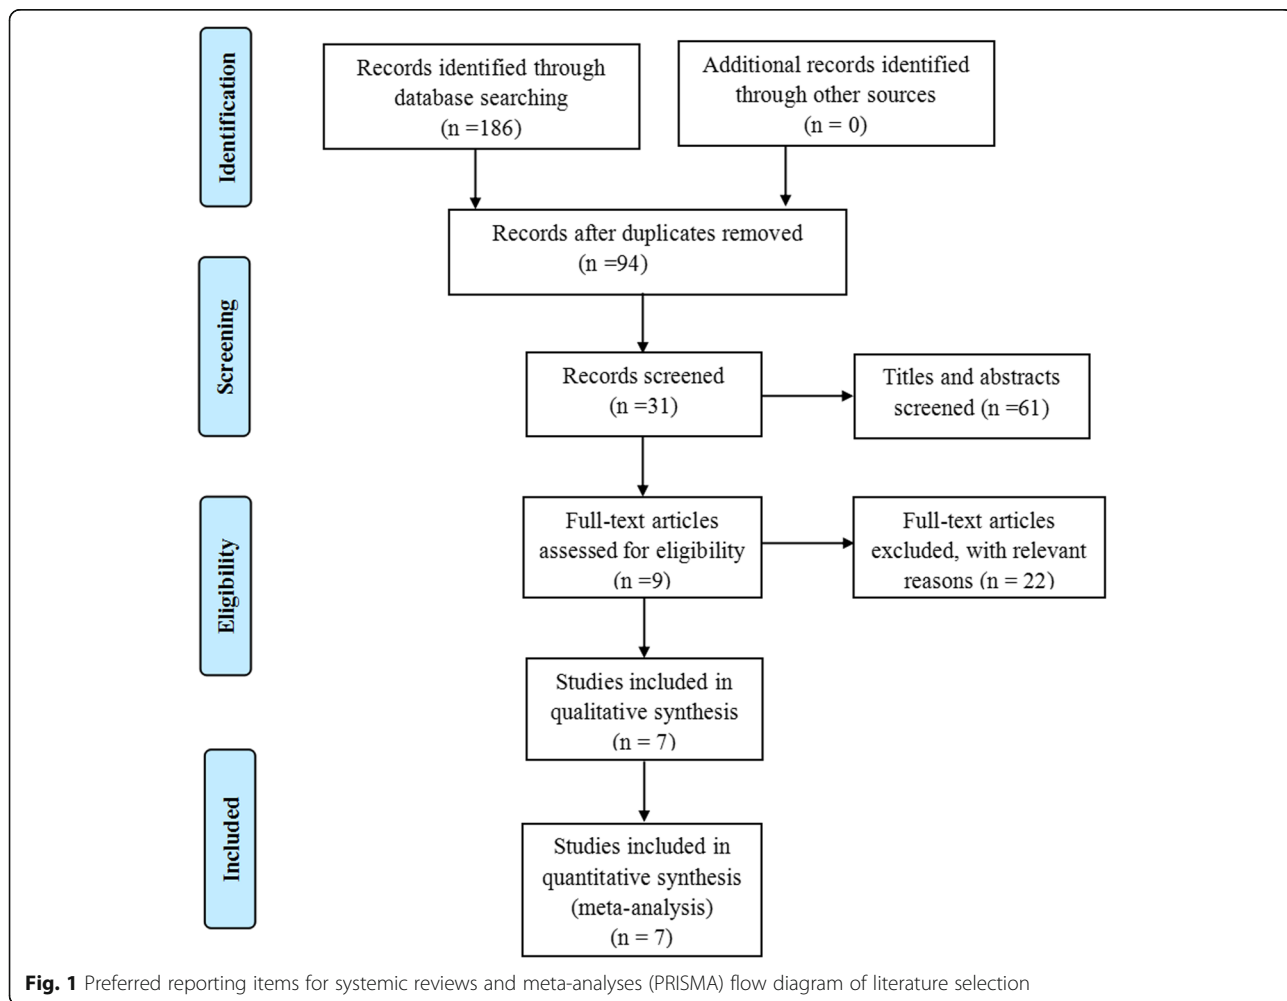 Identification
Records identified through
database searching
(n =186)
Additional records identified
through other sources
(n = 0)
Records after duplicates removed
(n =94)
Screening
Records screened
(n =31)
Titles and abstracts
screened (n =61)
Eligibility
Full-text articles
assessed for eligibility
(n =9)
Full-text articles
excluded, with relevant
reasons (n = 22)
Studies included in
qualitative synthesis
(n = 7)
Included
Studies included in
quantitative synthesis
(meta-analysis)
(n = 7)
Fig. 1 Preferred reporting items for systemic reviews and meta-analyses (PRISMA) flow diagram of literature selection